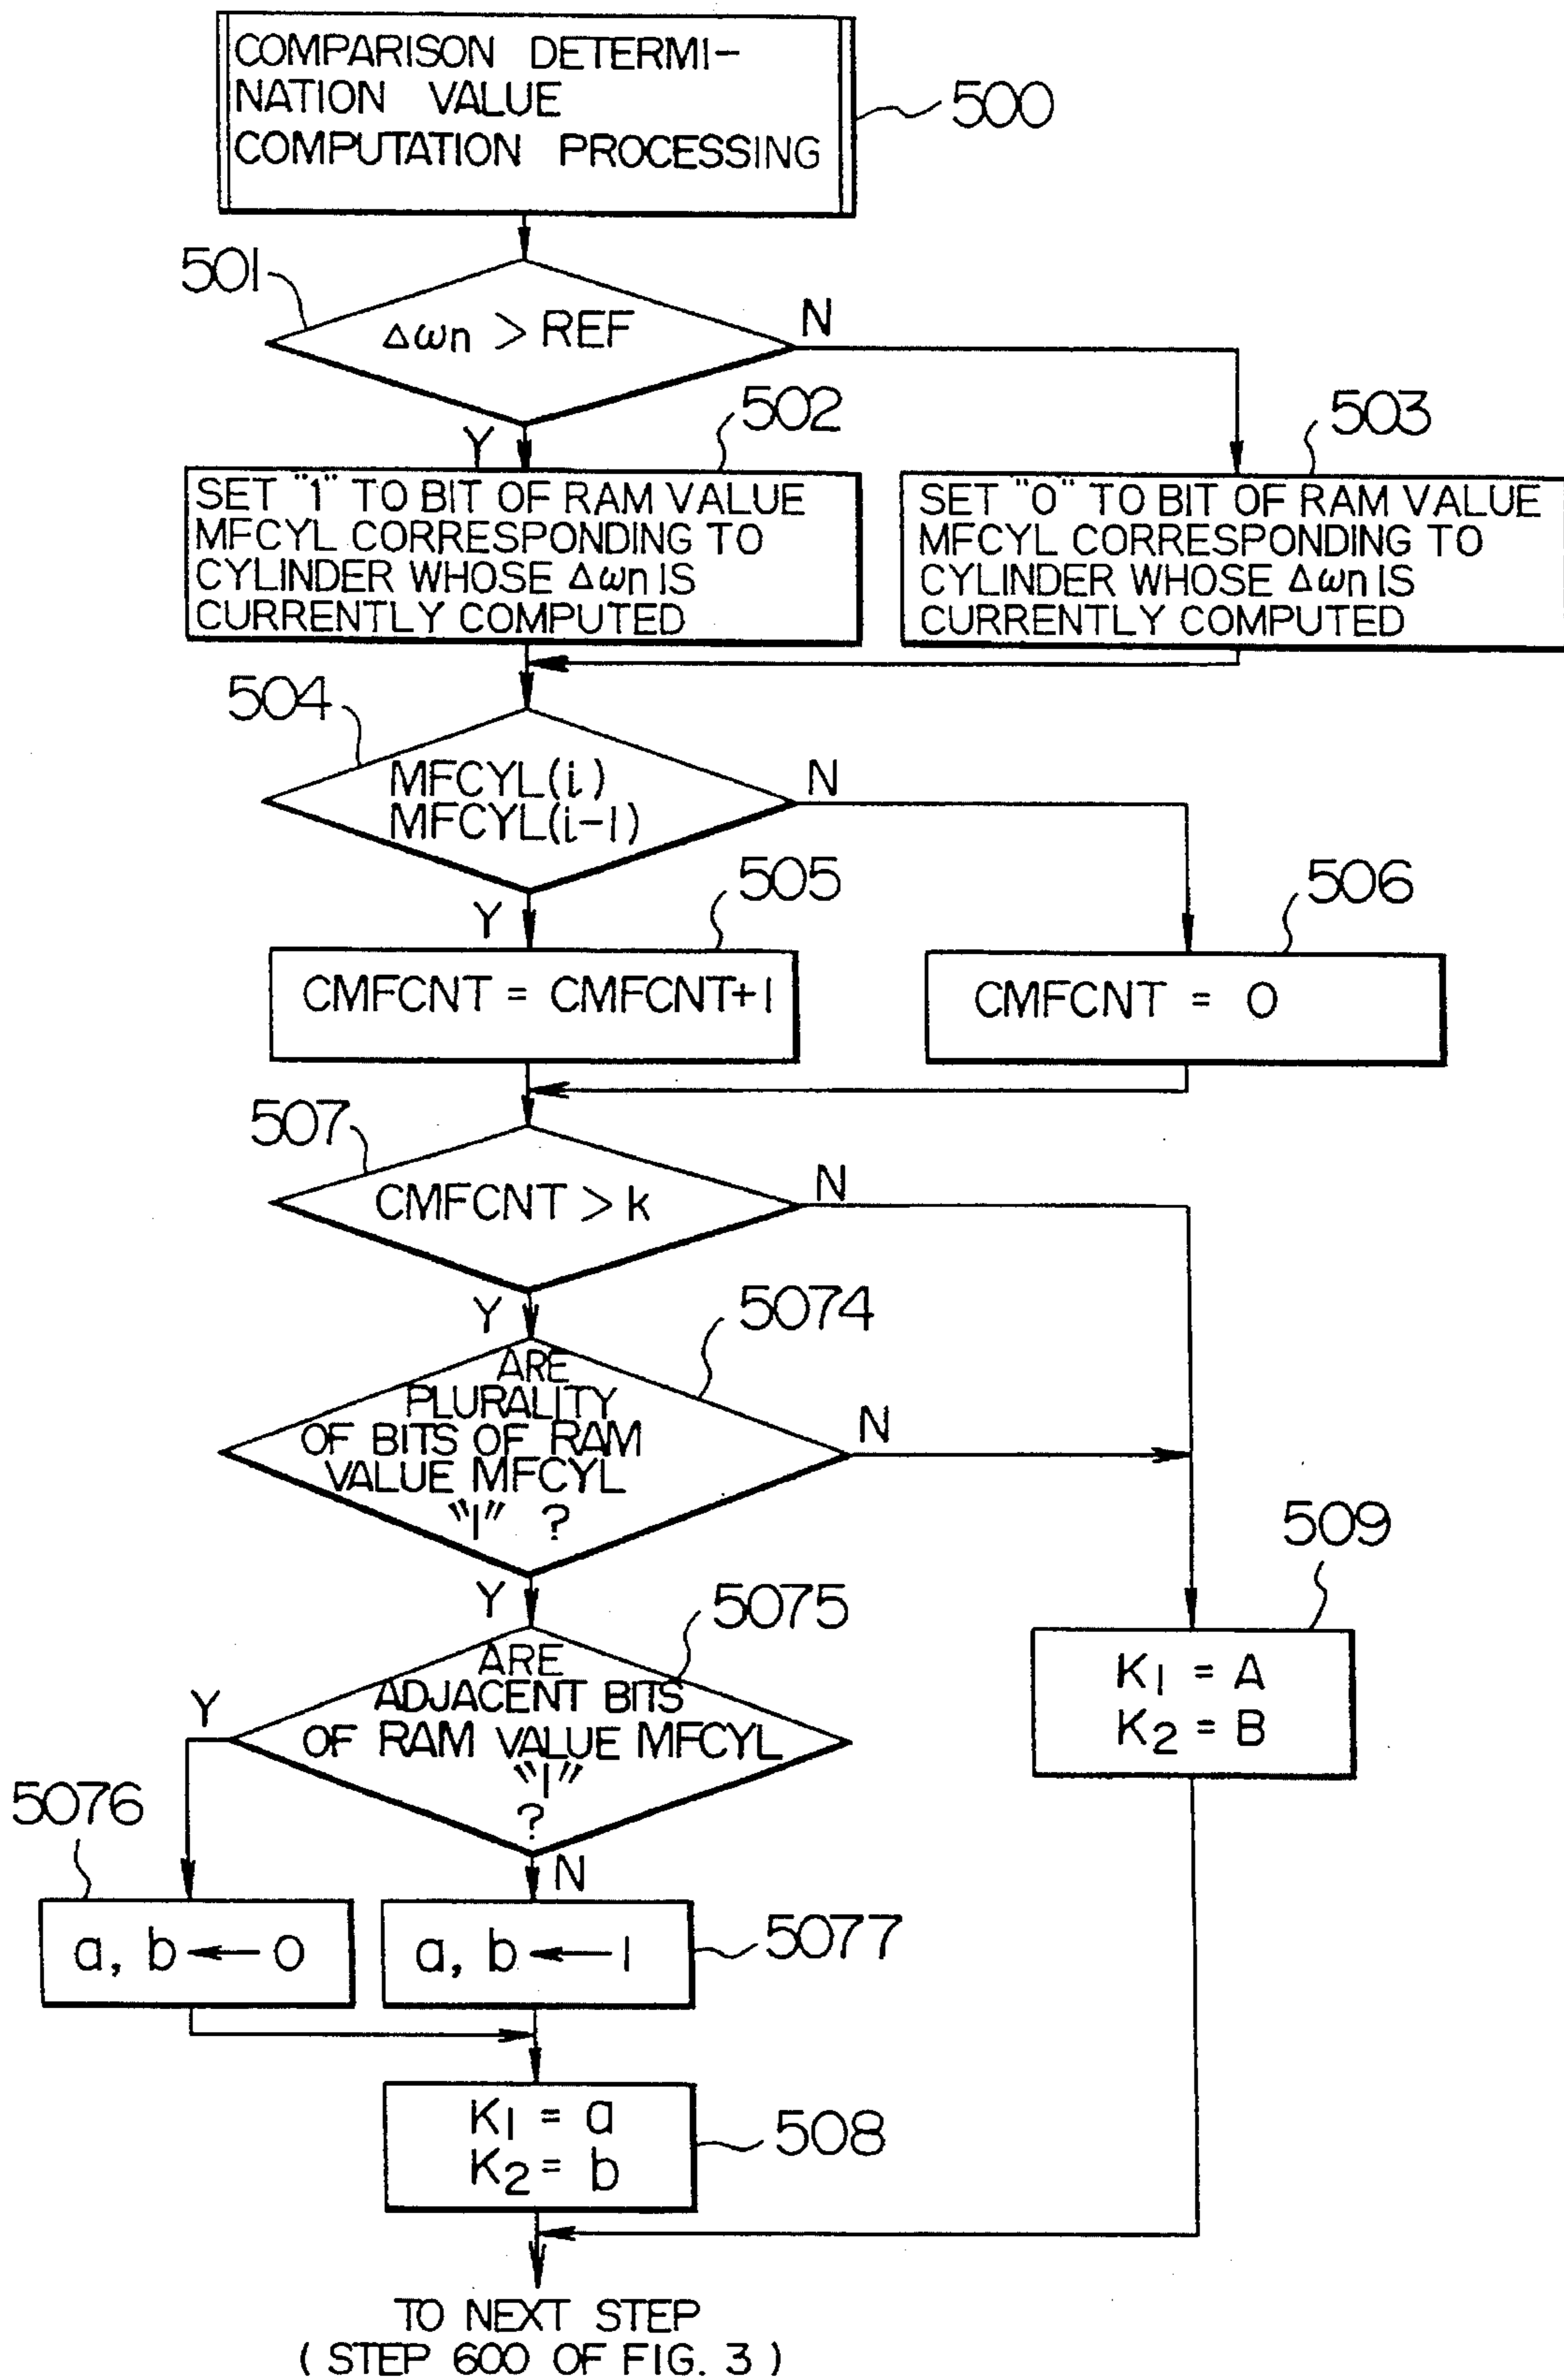 COMPARISON DETERMI-
NATION VALUE
COMPUTATION PROCESSING
500
501
Δωn > REF
N
Y
502
503
SET "1" TO BIT OF RAM VALUE
MFCYL CORRESPONDING TO
CYLINDER WHOSE Δωn IS
CURRENTLY COMPUTED
SET "0" TO BIT OF RAM VALUE
MFCYL CORRESPONDING TO
CYLINDER WHOSE Δωn IS
CURRENTLY COMPUTED
504
MFCYL(i)
MFCYL(i-1)
N
Y
505
506
CMFCNT = CMFCNT+1
CMFCNT = 0
507
CMFCNT > k
N
Y
5074
ARE
PLURALITY
OF BITS OF RAM
VALUE MFCYL
"1" ?
N
Y
509
K1 = A
K2 = B
5075
ARE
ADJACENT BITS
OF RAM VALUE MFCYL
"1"
?
Y
N
5076
a, b ← 0
a, b ← 1
5077
K1 = a
K2 = b
508
TO NEXT STEP
( STEP 600 OF FIG. 3 )